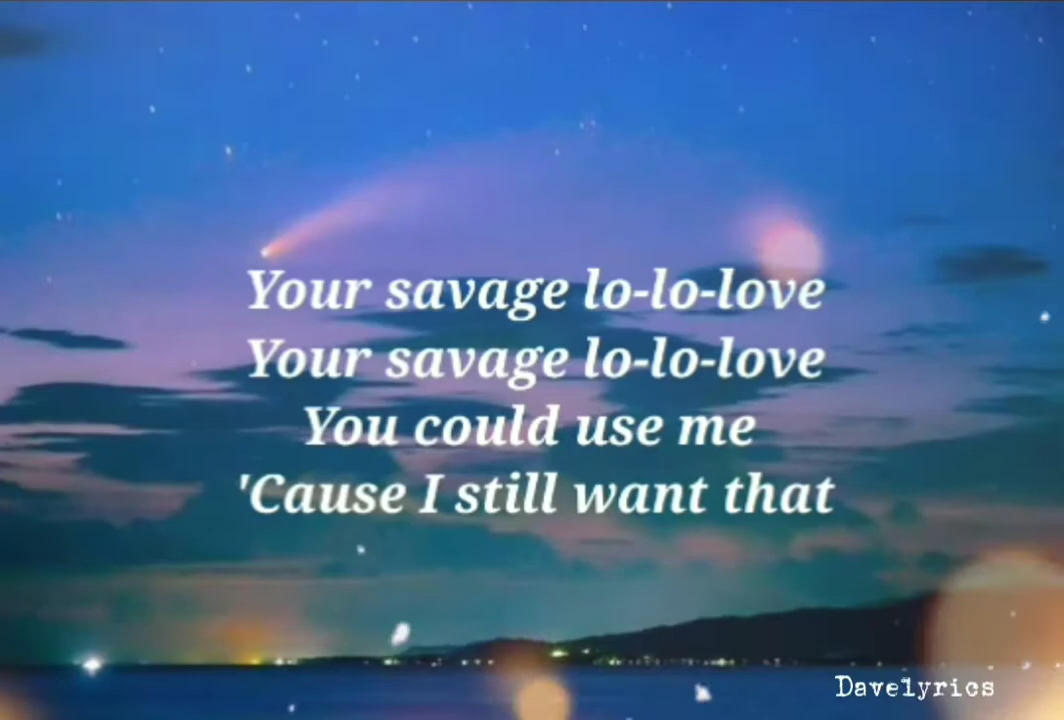 Your savage lo-lo-love
Your savage lo-lo-love
You could use me
'Cause I still want that
Davelyrics